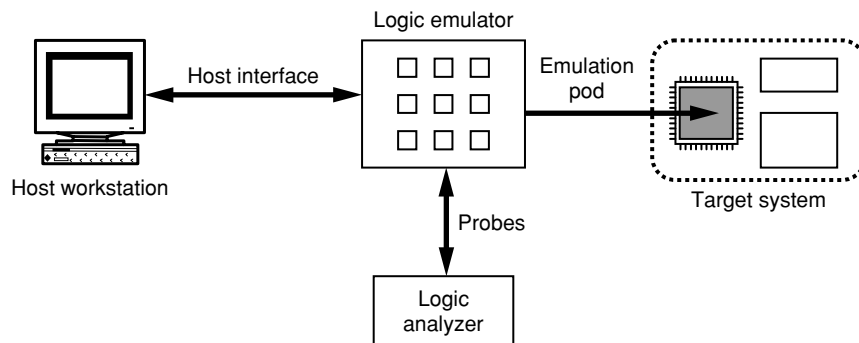 Logic emulator
Host interface
Emulation
pod
Host workstation
Target system
Probes
Logic
analyzer